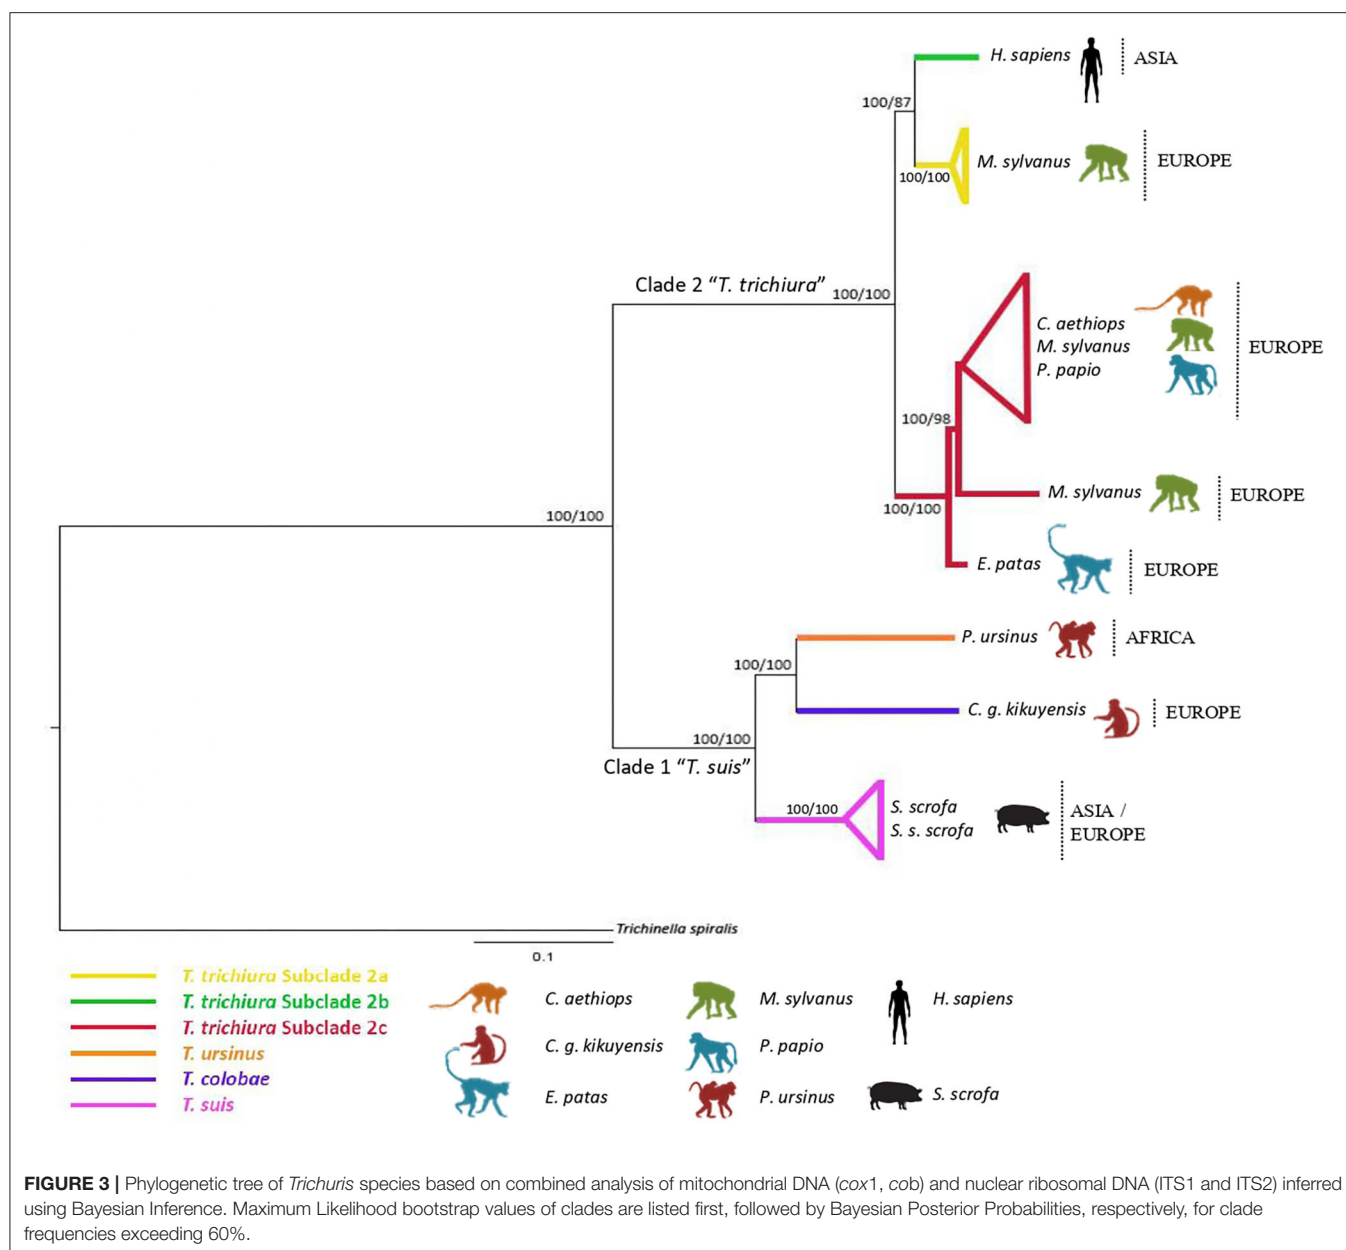 H. sapiens
ASIA
100/87
M. sylvanus
EUROPE
100/100
Clade 2 “T. trichiura”
100/100
C. aethiops
M. sylvanus
P. papio
EUROPE
100/98
M. sylvanus
EUROPE
100/100
100/100
E. patas
EUROPE
P. ursinus
AFRICA
100/100
C. g. kikuyensis
EUROPE
100/100
Clade 1 “T. suis”
100/100
S. scrofa
S. s. scrofa
ASIA /
EUROPE
Trichinella spiralis
0.1
T. trichiura Subclade 2a
T. trichiura Subclade 2b
T. trichiura Subclade 2c
T. ursinus
T. colobae
T. suis
C. aethiops
M. sylvanus
H. sapiens
C. g. kikuyensis
P. papio
E. patas
P. ursinus
S. scrofa
FIGURE 3 | Phylogenetic tree of Trichuris species based on combined analysis of mitochondrial DNA (cox1, cob) and nuclear ribosomal DNA (ITS1 and ITS2) inferred
using Bayesian Inference. Maximum Likelihood bootstrap values of clades are listed first, followed by Bayesian Posterior Probabilities, respectively, for clade
frequencies exceeding 60%.